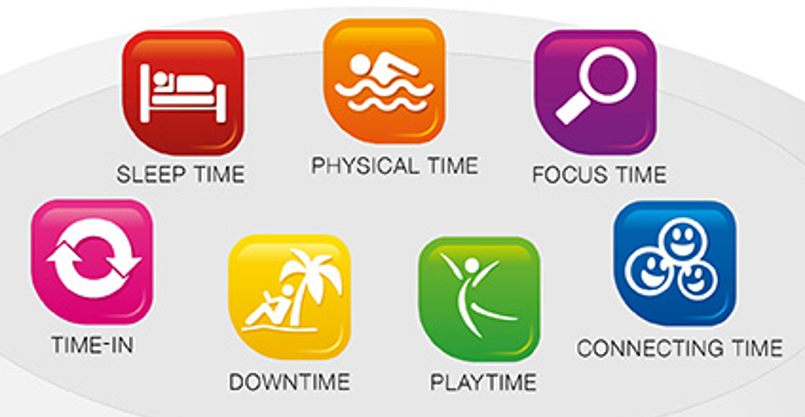 SLEEP TIME
PHYSICAL TIME
FOCUS TIME
TIME-IN
DOWNTIME
PLAYTIME
CONNECTING TIME